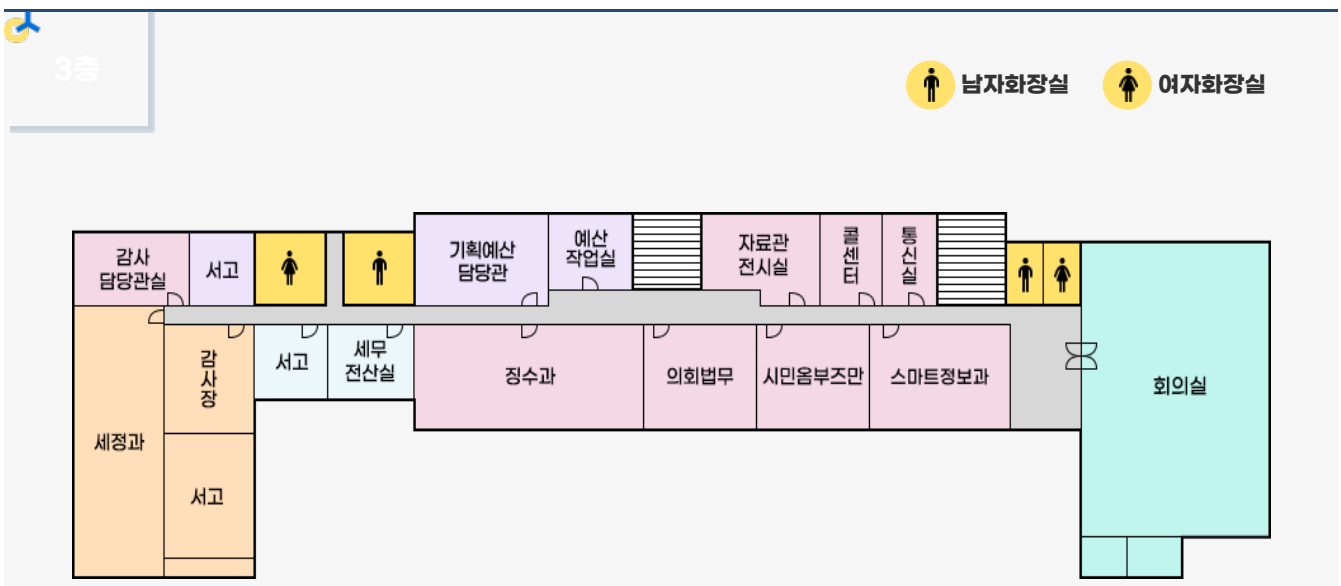 3층
남자화장실
여자화장실
감사
담당관실
서고
기획예산
담당관
예산
작업실
자료관
전시실
콜센터
통신실
세정과
감사장
서고
서고
세무
전산실
징수과
의회법무
시민옴부즈만
스마트정보과
회의실